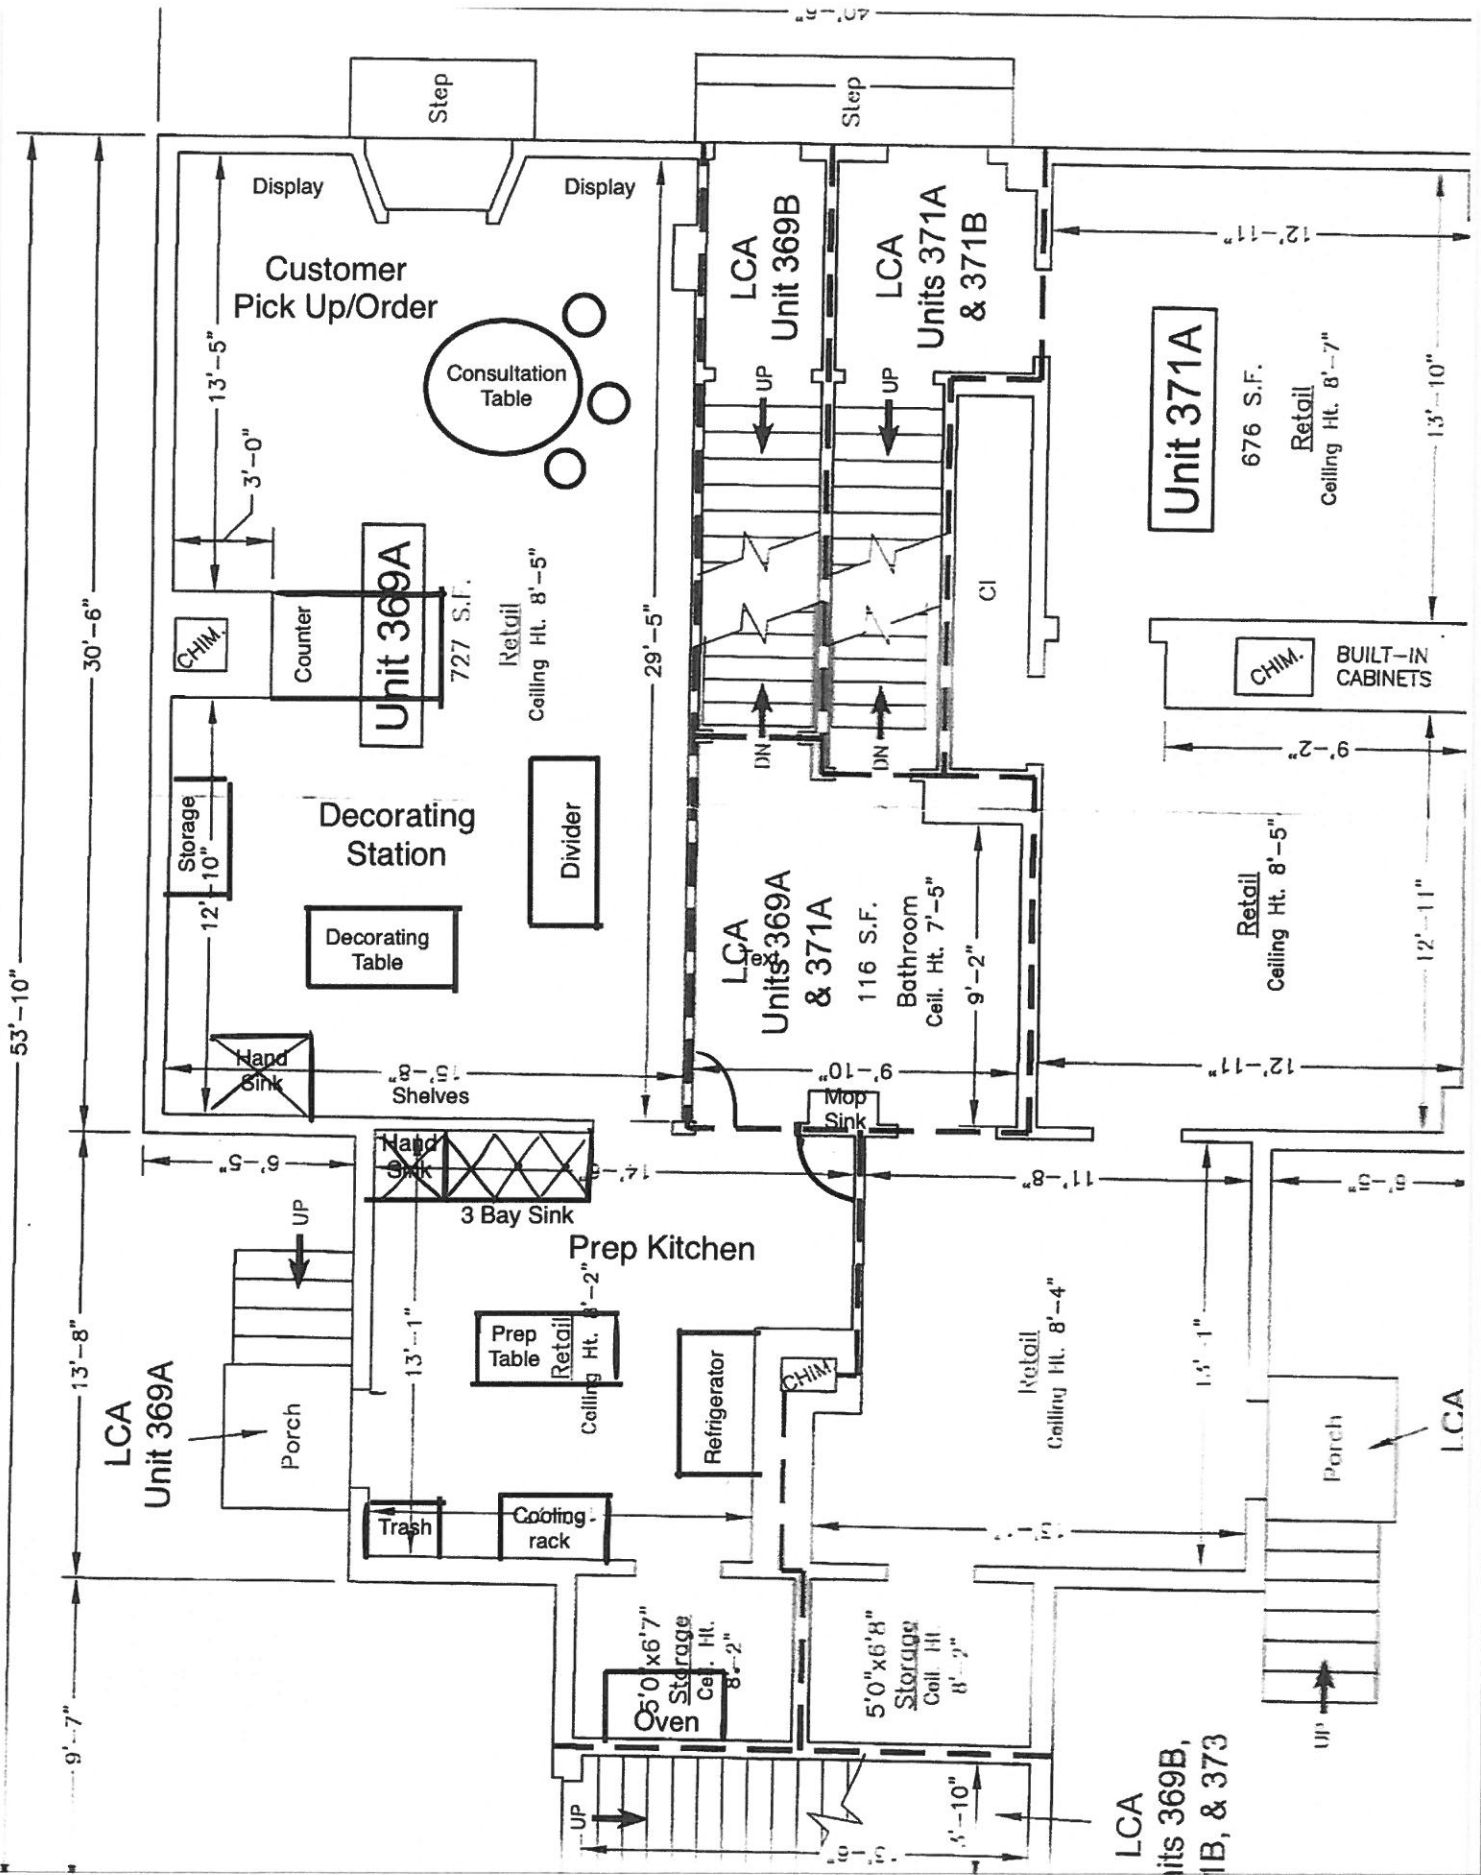 40'-6"
Step
Step
Display
Display
Customer
Pick Up/Order
Consultation
Table
13'-5"
3'-0"
LCA
Unit 369B
LCA
Units 371A
& 371B
UP
UP
12'-11"
Unit 371A
676 S.F.
Retail
Ceiling Ht. 8'-7"
13'-10"
53'-10"
30'-6"
CHIM.
Counter
Unit 369A
727 S.F.
Retail
Ceiling Ht. 8'-5"
29'-5"
DN
DN
Cl
CHIM.
BUILT-IN
CABINETS
9'-2"
Storage
12'-10"
Decorating
Station
Divider
Decorating
Table
LCA
Text
Units 369A
& 371A
116 S.F.
Bathroom
Ceil. Ht. 7'-5"
9'-2"
Retail
Ceiling Ht. 8'-5"
12'-11"
Hand
Sink
15'-8"
Shelves
9'-10"
Mop
Sink
12'-11"
6'-5"
Hand
Sink
14'-6"
3 Bay Sink
11'-8"
6'-5"
UP
Prep Kitchen
13'-8"
13'-1"
Prep
Table
Retail
Ceiling Ht. 8'-2"
Refrigerator
CHIM.
Retail
Ceiling Ht. 8'-4"
13'-1"
LCA
Unit 369A
Porch
Porch
LCA
Trash
Cooling
rack
9'-7"
5'0"x6'7"
Storage
Ceil. Ht.
8'-2"
Oven
5'0"x6'8"
Storage
Ceil. Ht.
8'-2"
UP
UP
3'-10"
LCA
nits 369B,
1B, & 373